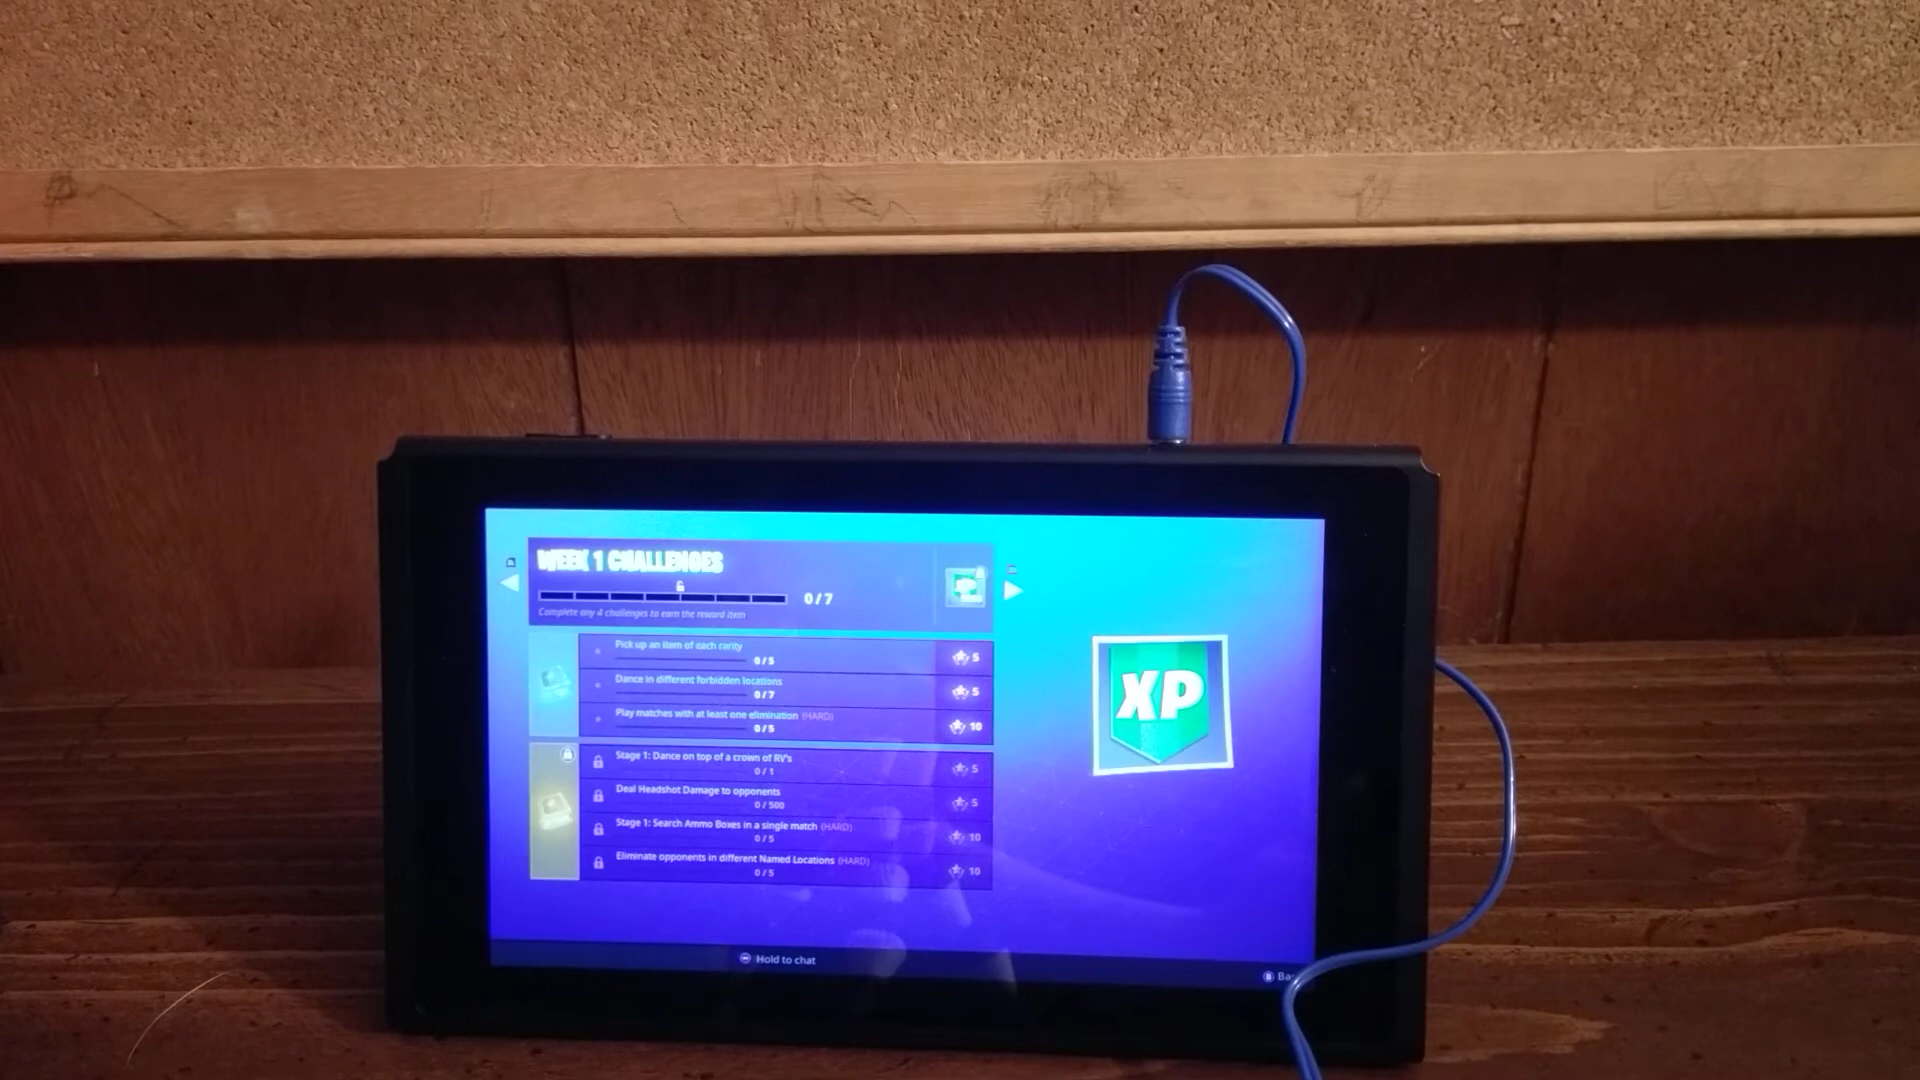 WEEK 1 CHALLENGES
0 / 7
Complete any 4 challenges to earn the reward item
Pick up an item of each rarity
0 / 5
5
Dance in different forbidden locations
0 / 7
5
Play matches with at least one elimination (HARD)
0 / 5
10
Stage 1: Dance on top of a crown of RV's
0 / 1
5
Deal Headshot Damage to opponents
0 / 500
5
Stage 1: Search Ammo Boxes in a single match (HARD)
0 / 5
10
Eliminate opponents in different Named Locations (HARD)
0 / 5
10
XP
Hold to chat